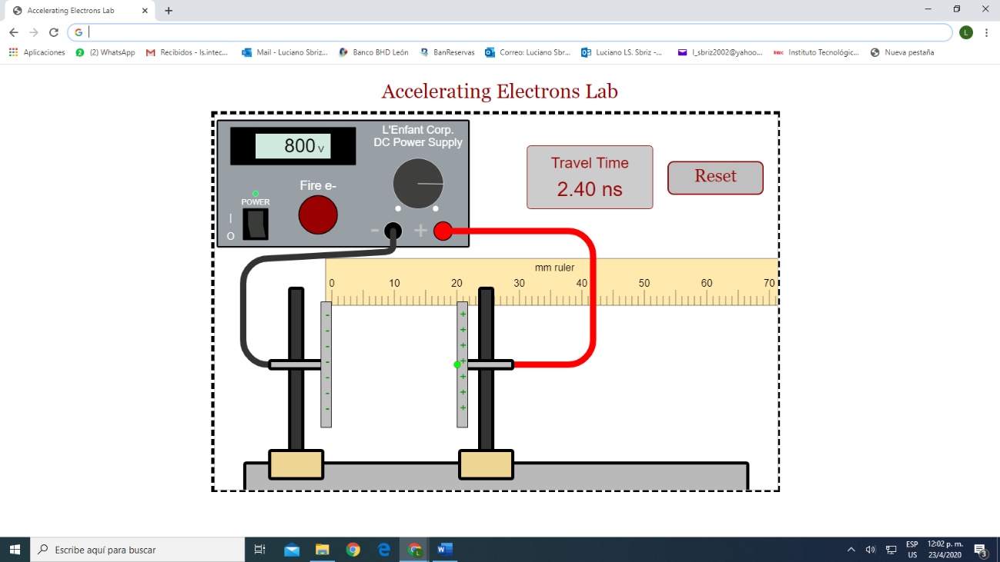 Accelerating Electrons Lab
Aplicaciones (2) WhatsApp Recibidos - ls.intec... Mail - Luciano Sbriz... Banco BHD León BanReservas Correo: Luciano Sbr... Luciano LS. Sbriz -... l_sbriz2002@yahoo... Intec Instituto Tecnológic... Nueva pestaña
L
Accelerating Electrons Lab
L'Enfant Corp.
DC Power Supply
800 V
Fire e-
POWER
I
O
- +
Travel Time
2.40 ns
Reset
mm ruler
0 10 20 30 40 50 60 70
- +
- +
- +
- +
- +
- +
- +
Escribe aquí para buscar
ESP
US
12:02 p. m.
23/4/2020
3